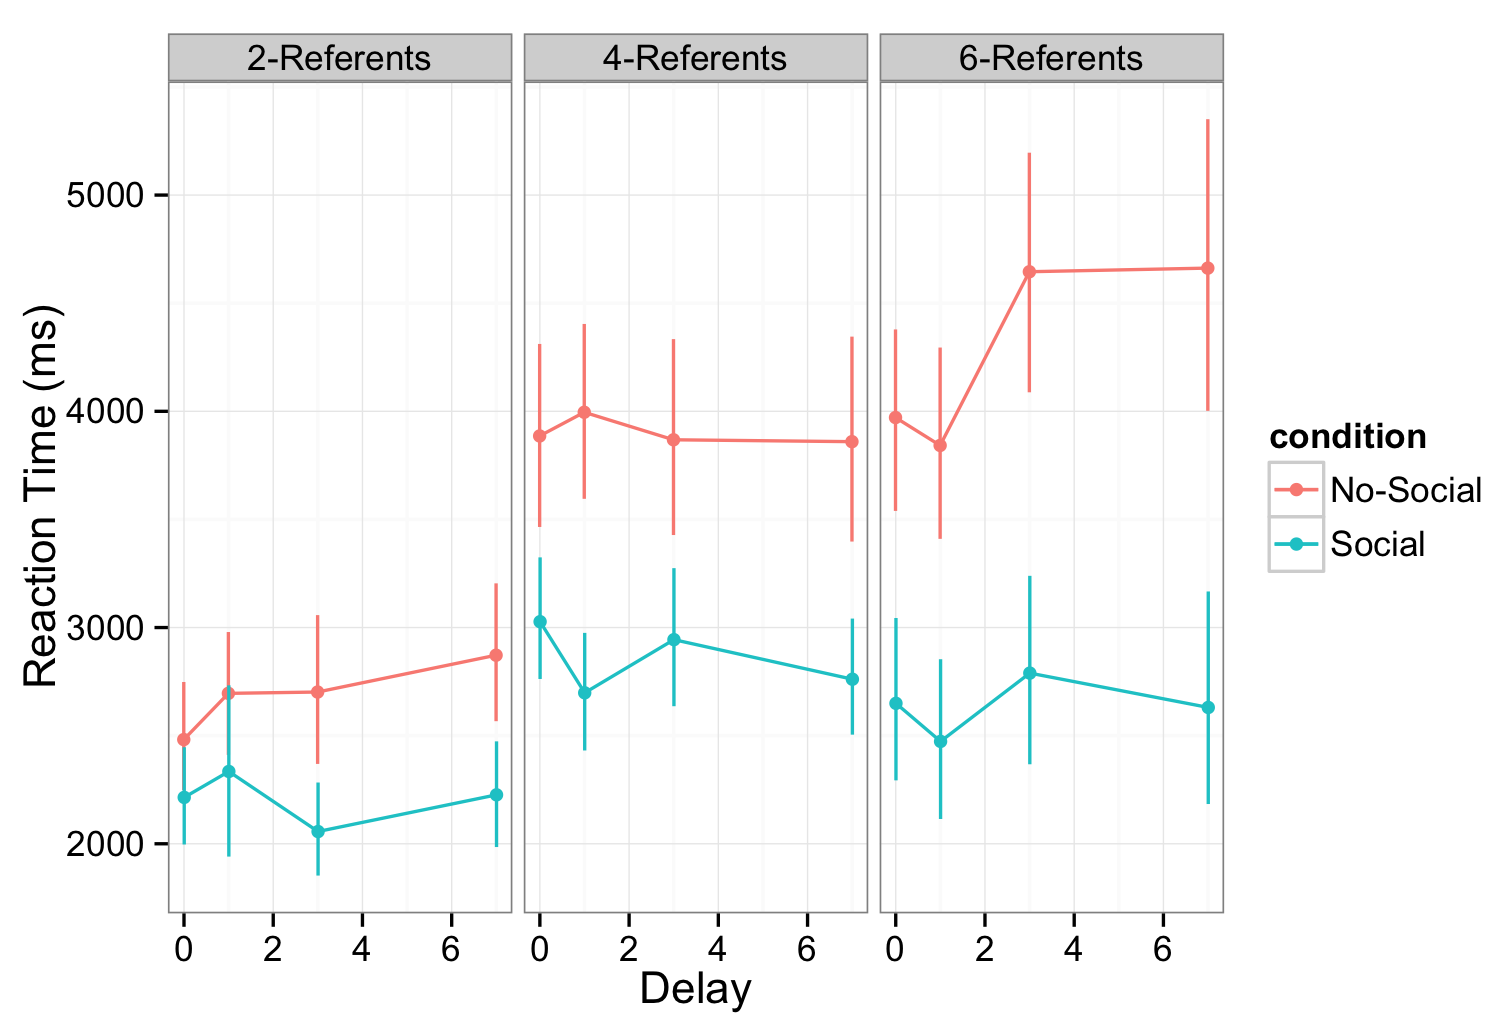 2-Referents 4-Referents 6-Referents
Reaction Time (ms)
5000
4000
3000
2000
0 2 4 6 0 2 4 6 0 2 4 6
Delay
condition
No-Social
Social